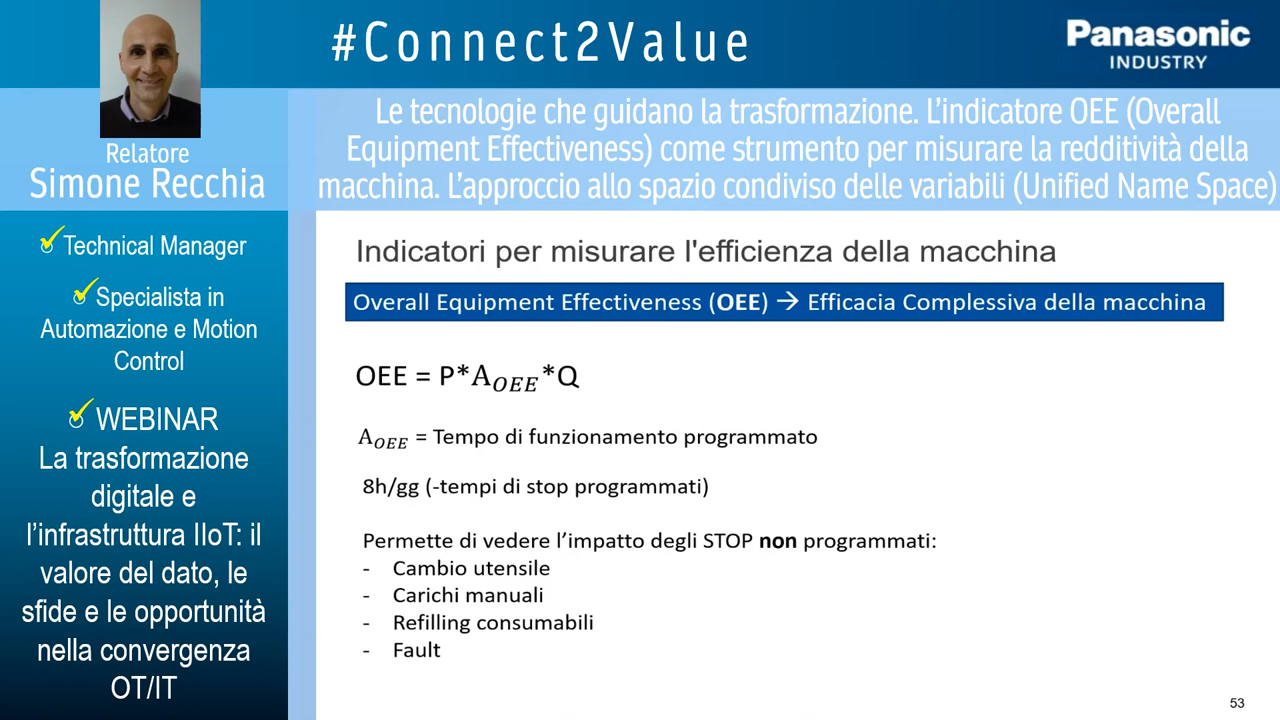 #Connect2Value
Panasonic
INDUSTRY
Relatore
Simone Recchia
Le tecnologie che guidano la trasformazione. L’indicatore OEE (Overall
Equipment Effectiveness) come strumento per misurare la redditività della
macchina. L’approccio allo spazio condiviso delle variabili (Unified Name Space)
Technical Manager
Specialista in
Automazione e Motion
Control
WEBINAR
La trasformazione
digitale e
l’infrastruttura IIoT: il
valore del dato, le
sfide e le opportunità
nella convergenza
OT/IT
Indicatori per misurare l'efficienza della macchina
Overall Equipment Effectiveness (OEE) → Efficacia Complessiva della macchina
OEE = P*A_OEE*Q
A_OEE = Tempo di funzionamento programmato
8h/gg (-tempi di stop programmati)
Permette di vedere l’impatto degli STOP non programmati:
- Cambio utensile
- Carichi manuali
- Refilling consumabili
- Fault
53